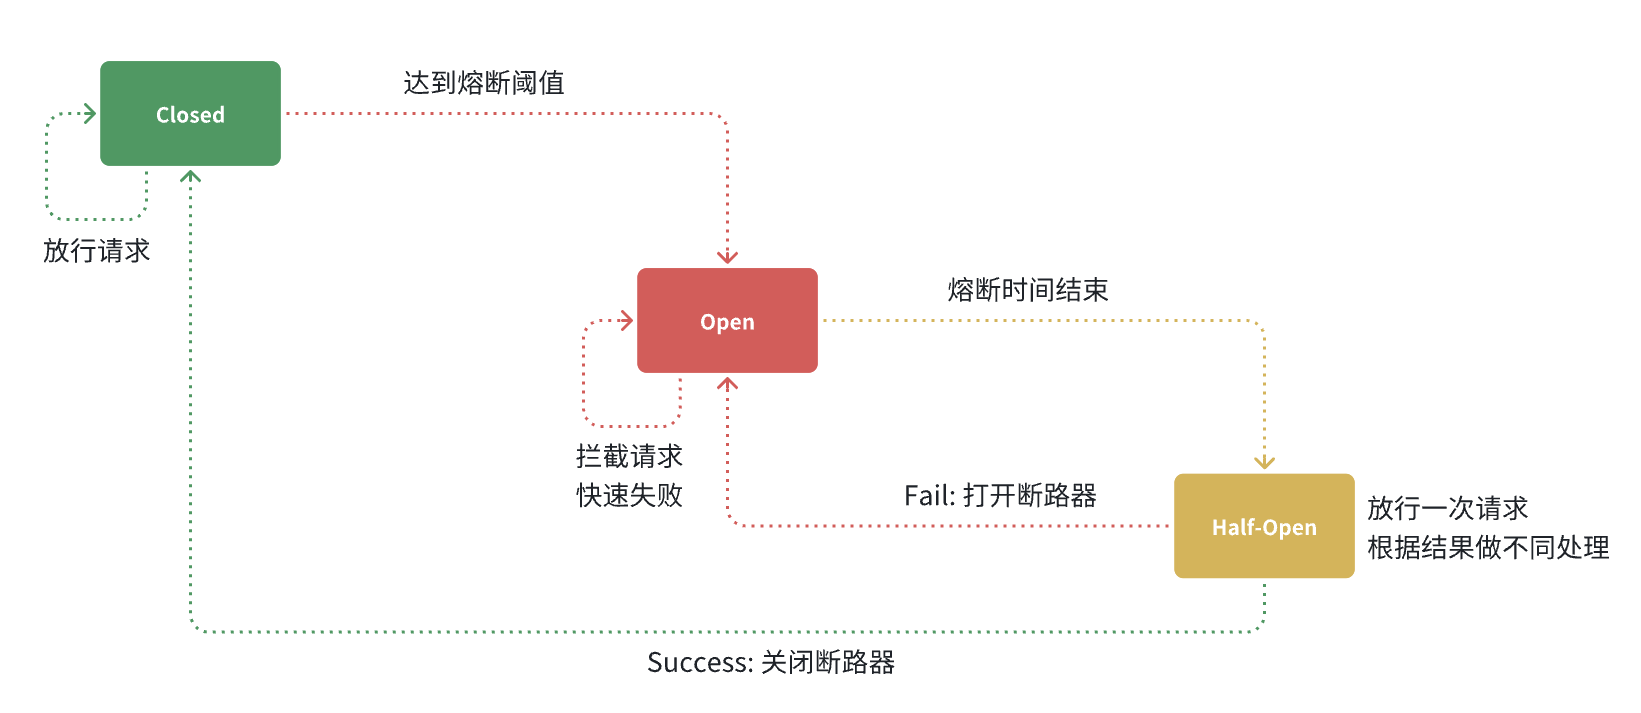 达到熔断阈值
Closed
放行请求
熔断时间结束
Open
拦截请求
快速失败
Fail: 打开断路器
Half-Open
放行一次请求
根据结果做不同处理
Success: 关闭断路器